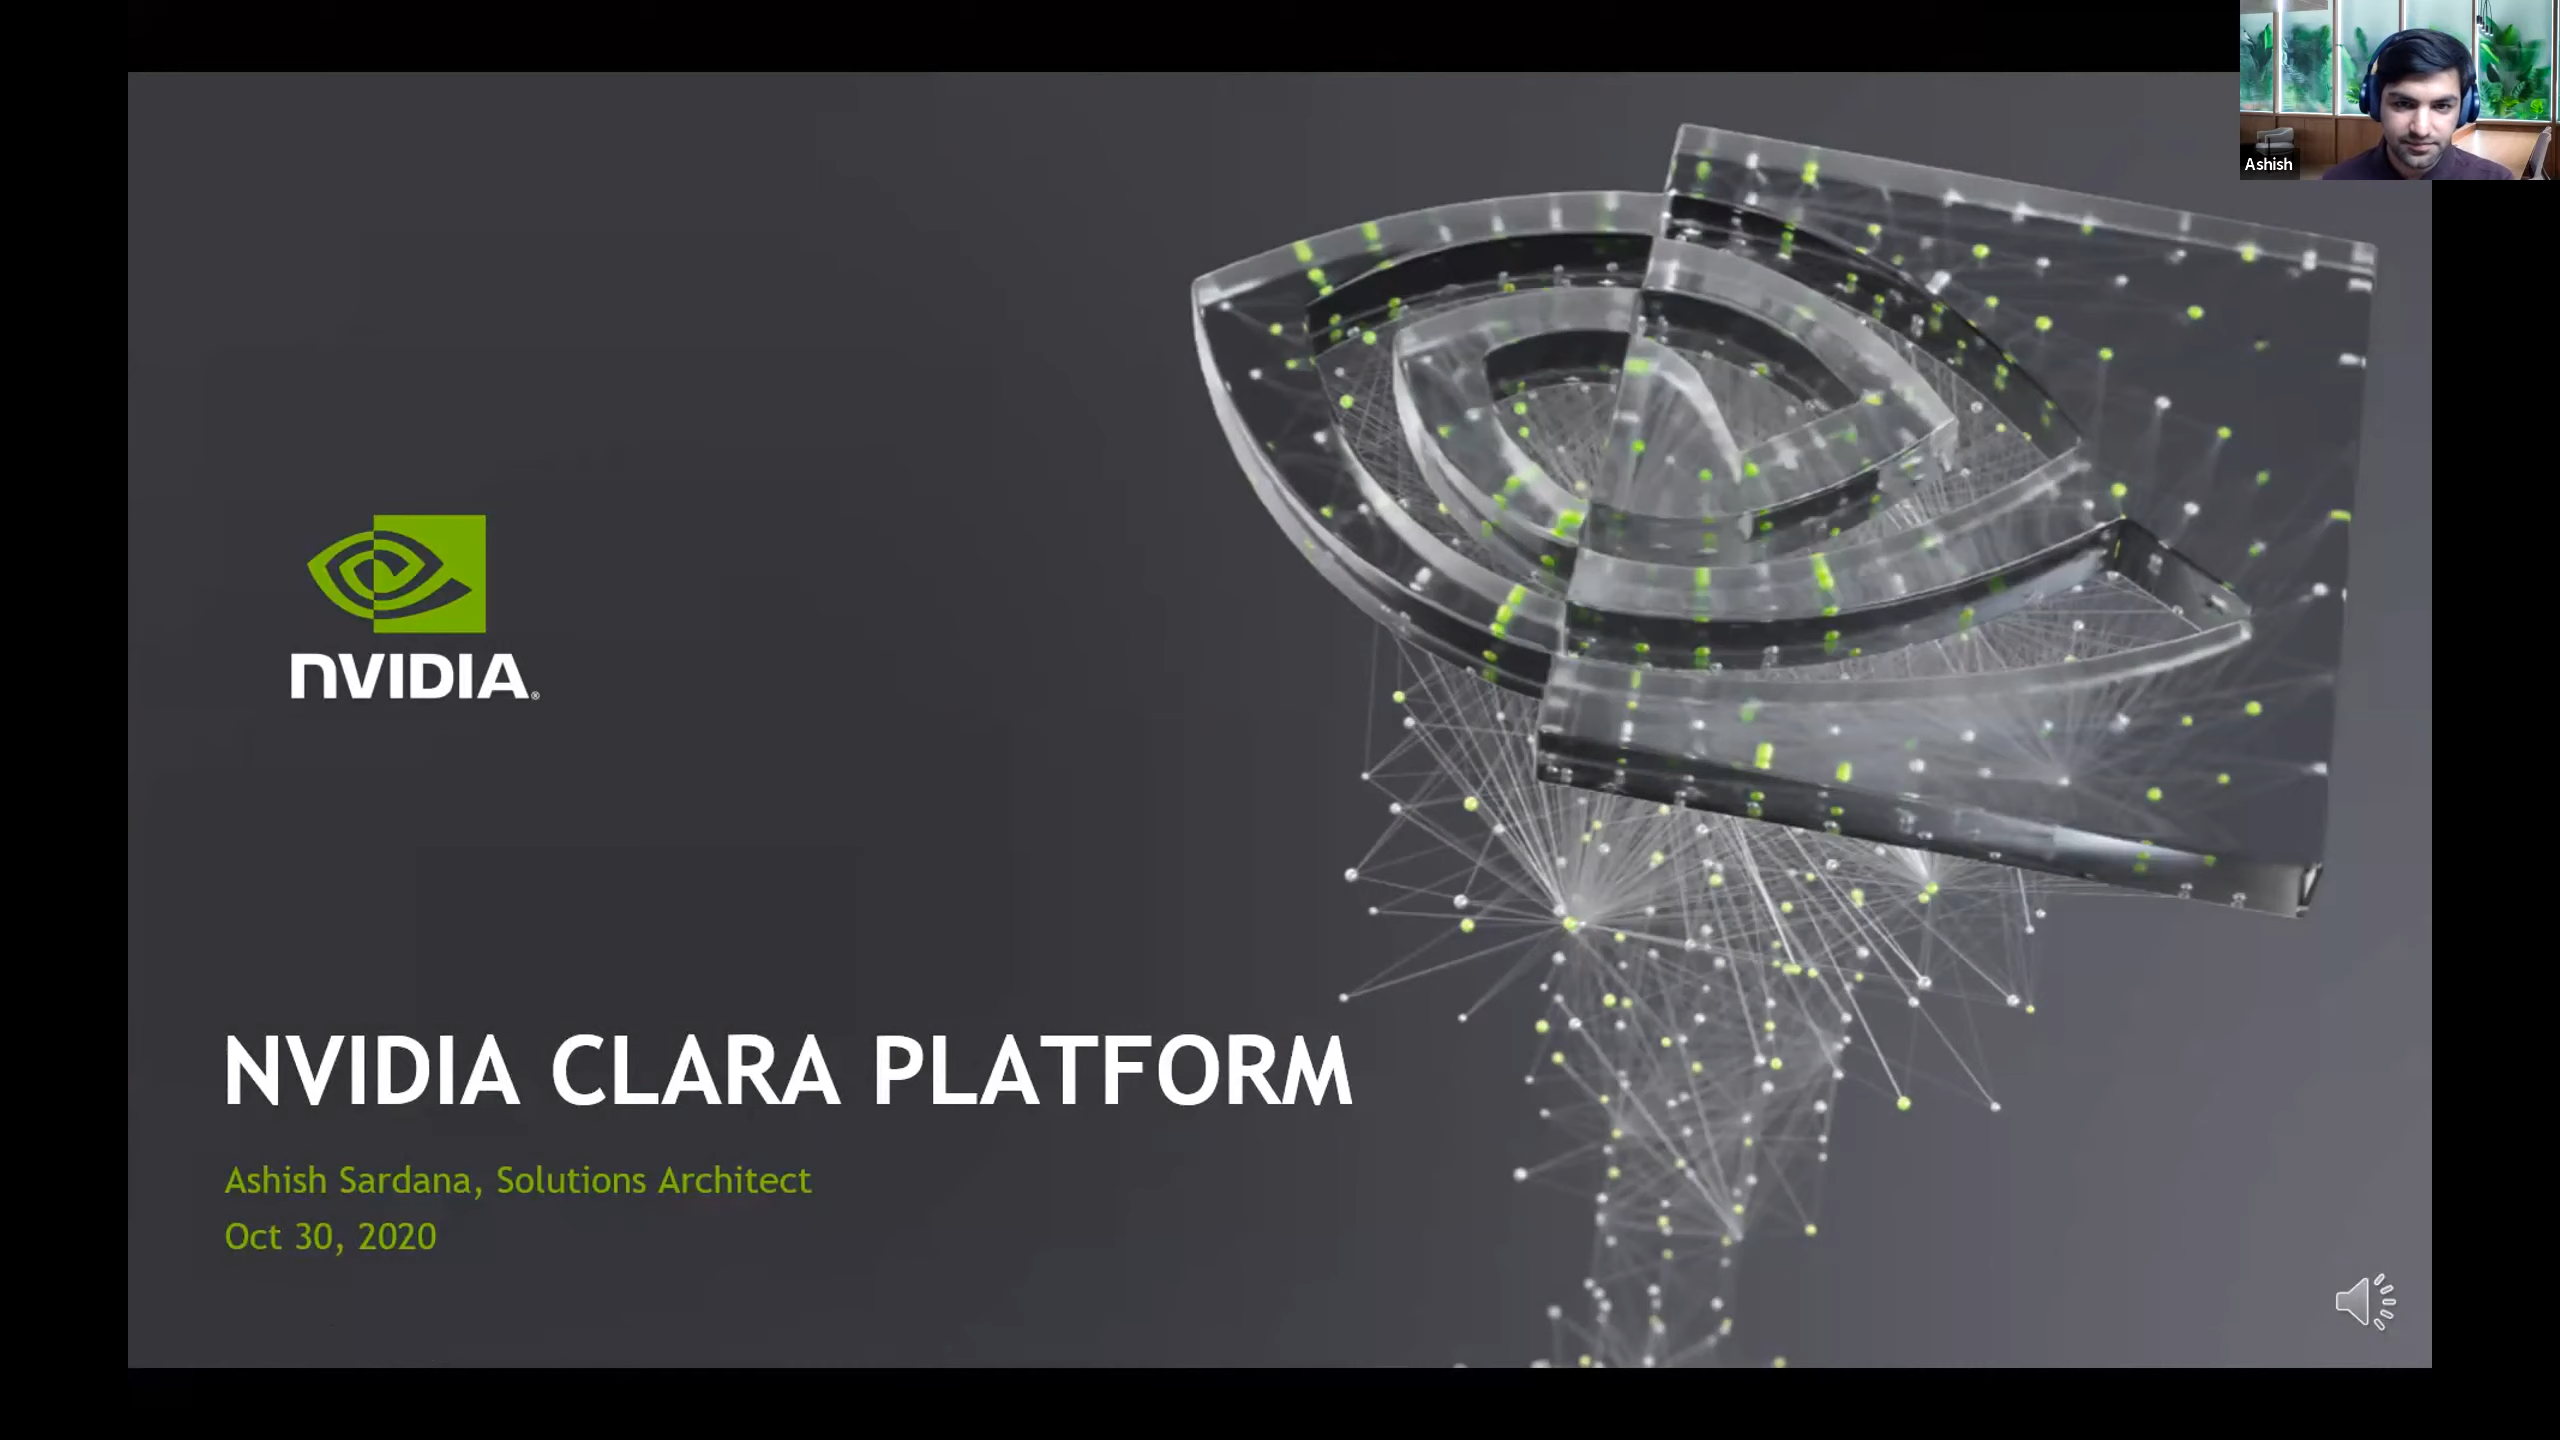 Ashish
NVIDIA®
NVIDIA CLARA PLATFORM
Ashish Sardana, Solutions Architect
Oct 30, 2020